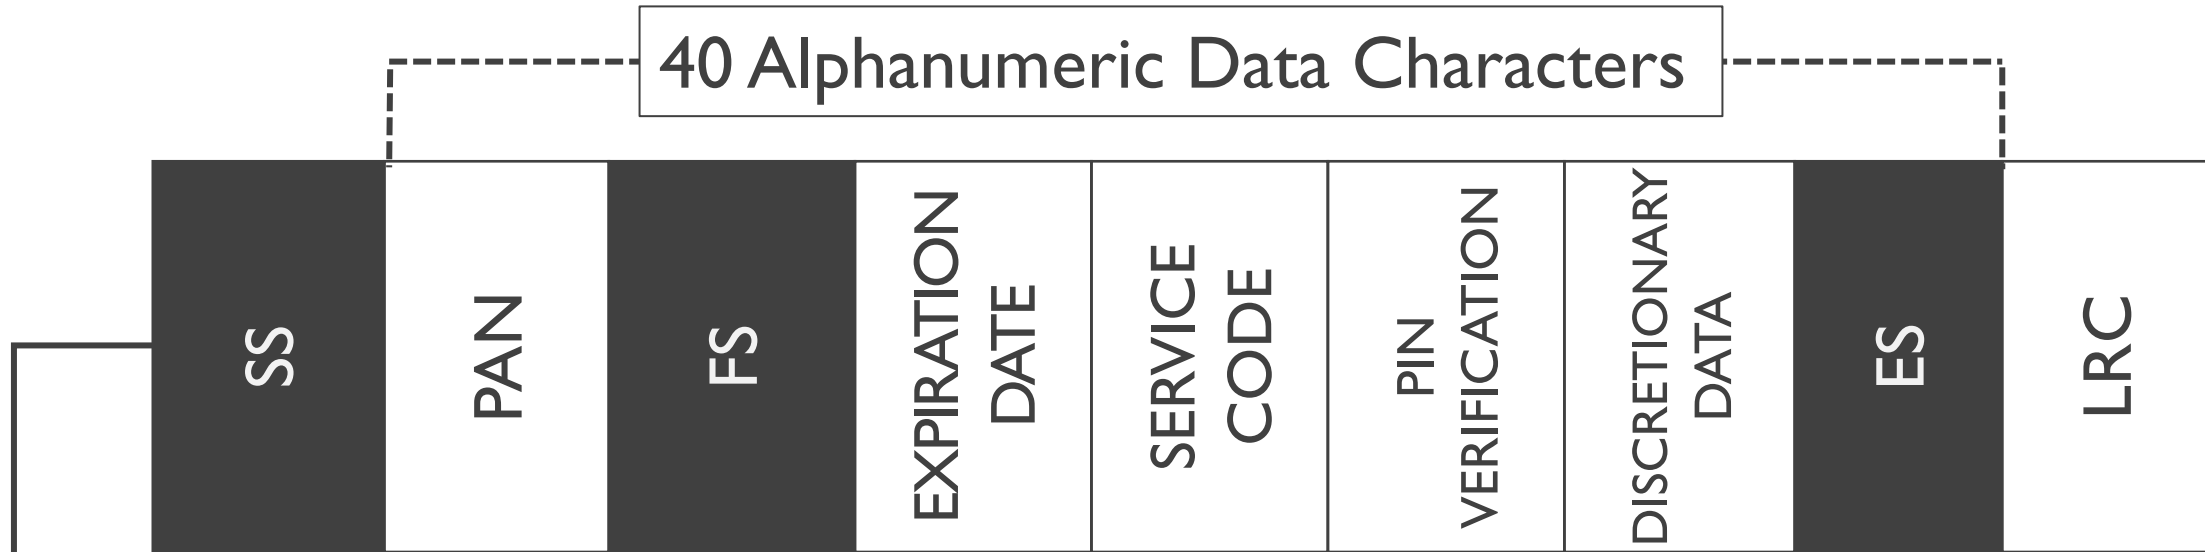 40 Alphanumeric Data Characters
SS
PAN
FS
EXPIRATION
DATE
SERVICE
CODE
PIN
VERIFICATION
DISCRETIONARY
DATA
ES
LRC